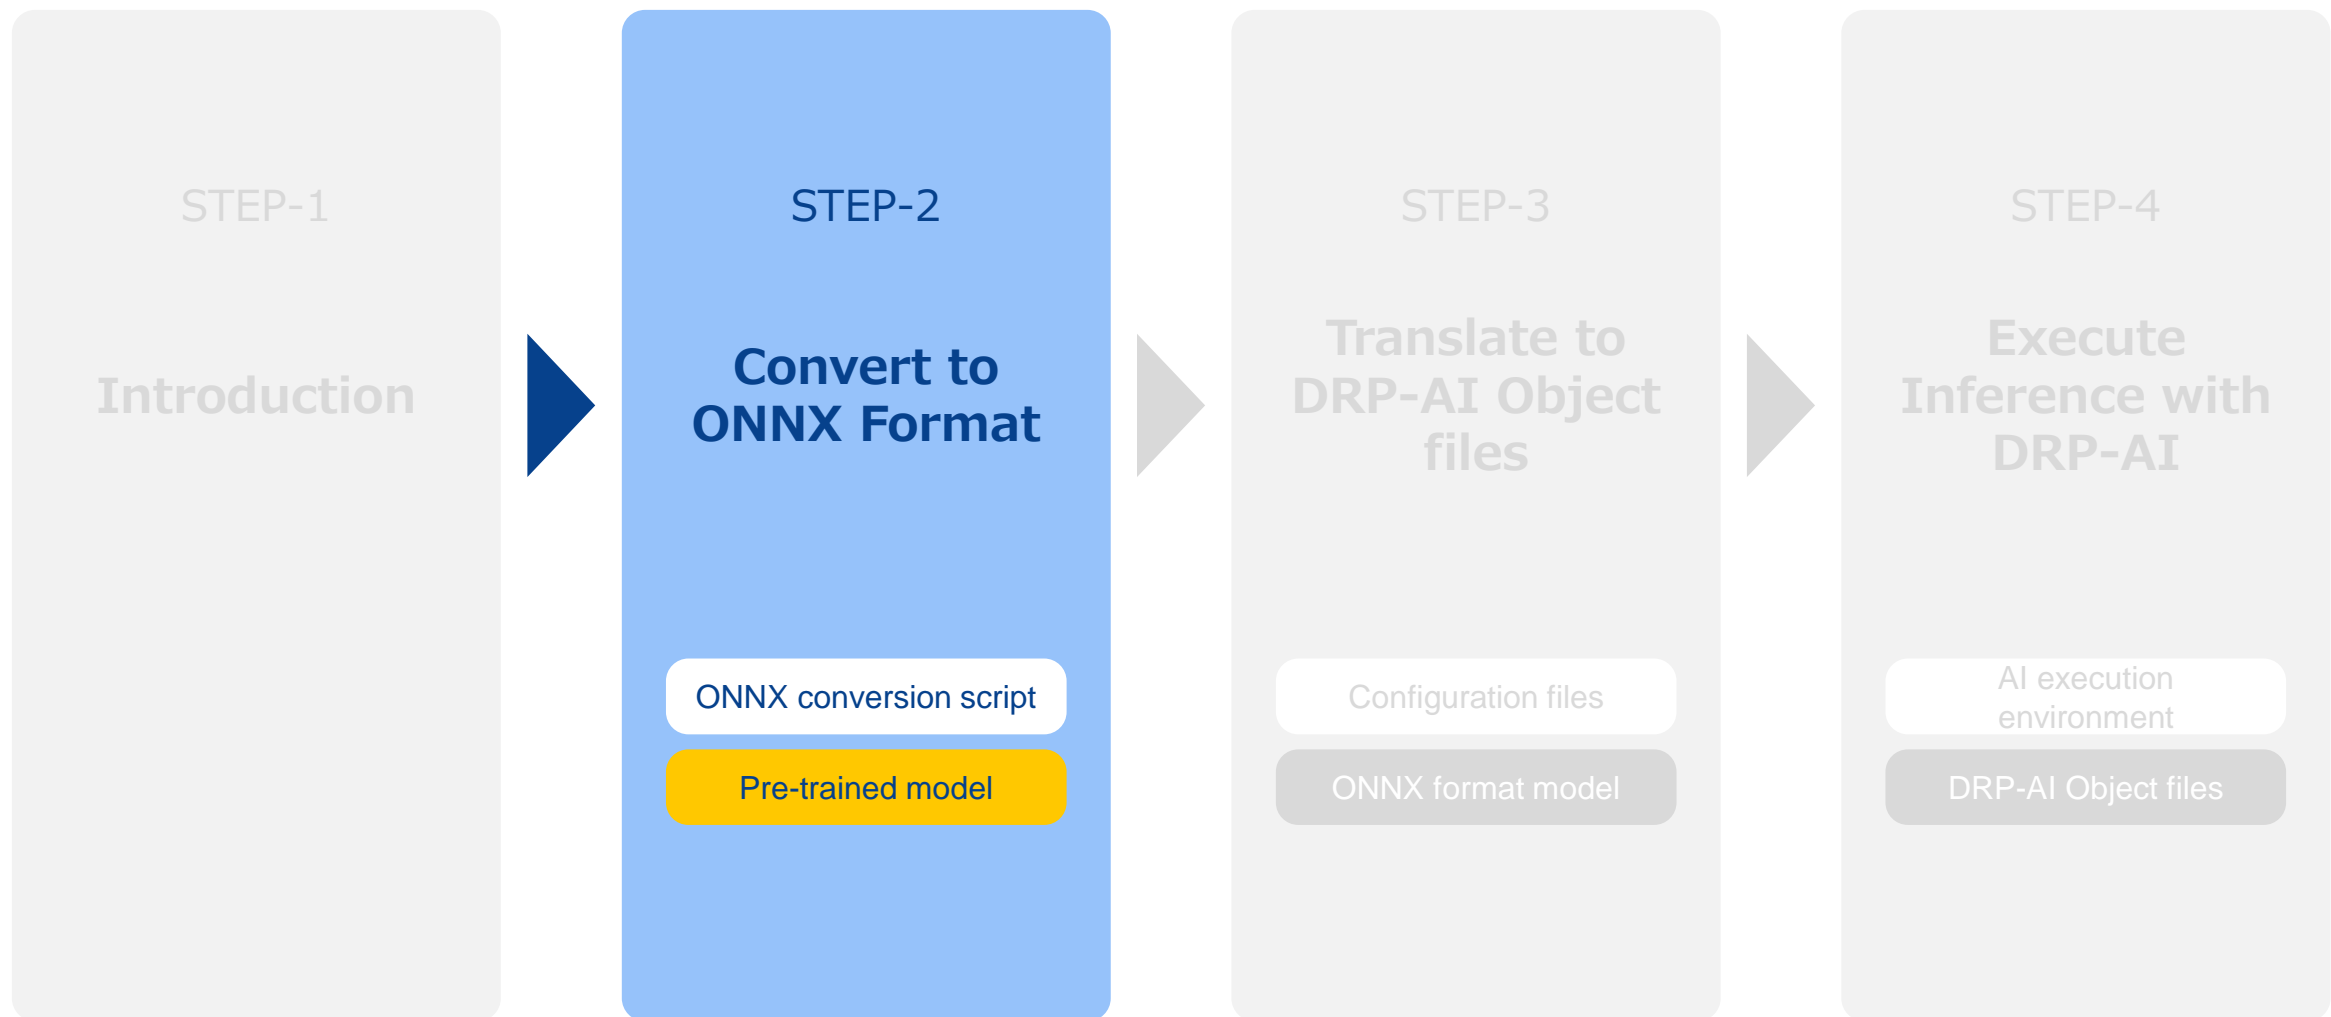 STEP-1
Introduction
STEP-2
Convert to
ONNX Format
ONNX conversion script
Pre-trained model
STEP-3
Translate to
DRP-AI Object
files
Configuration files
ONNX format model
STEP-4
Execute
Inference with
DRP-AI
AI execution
environment
DRP-AI Object files